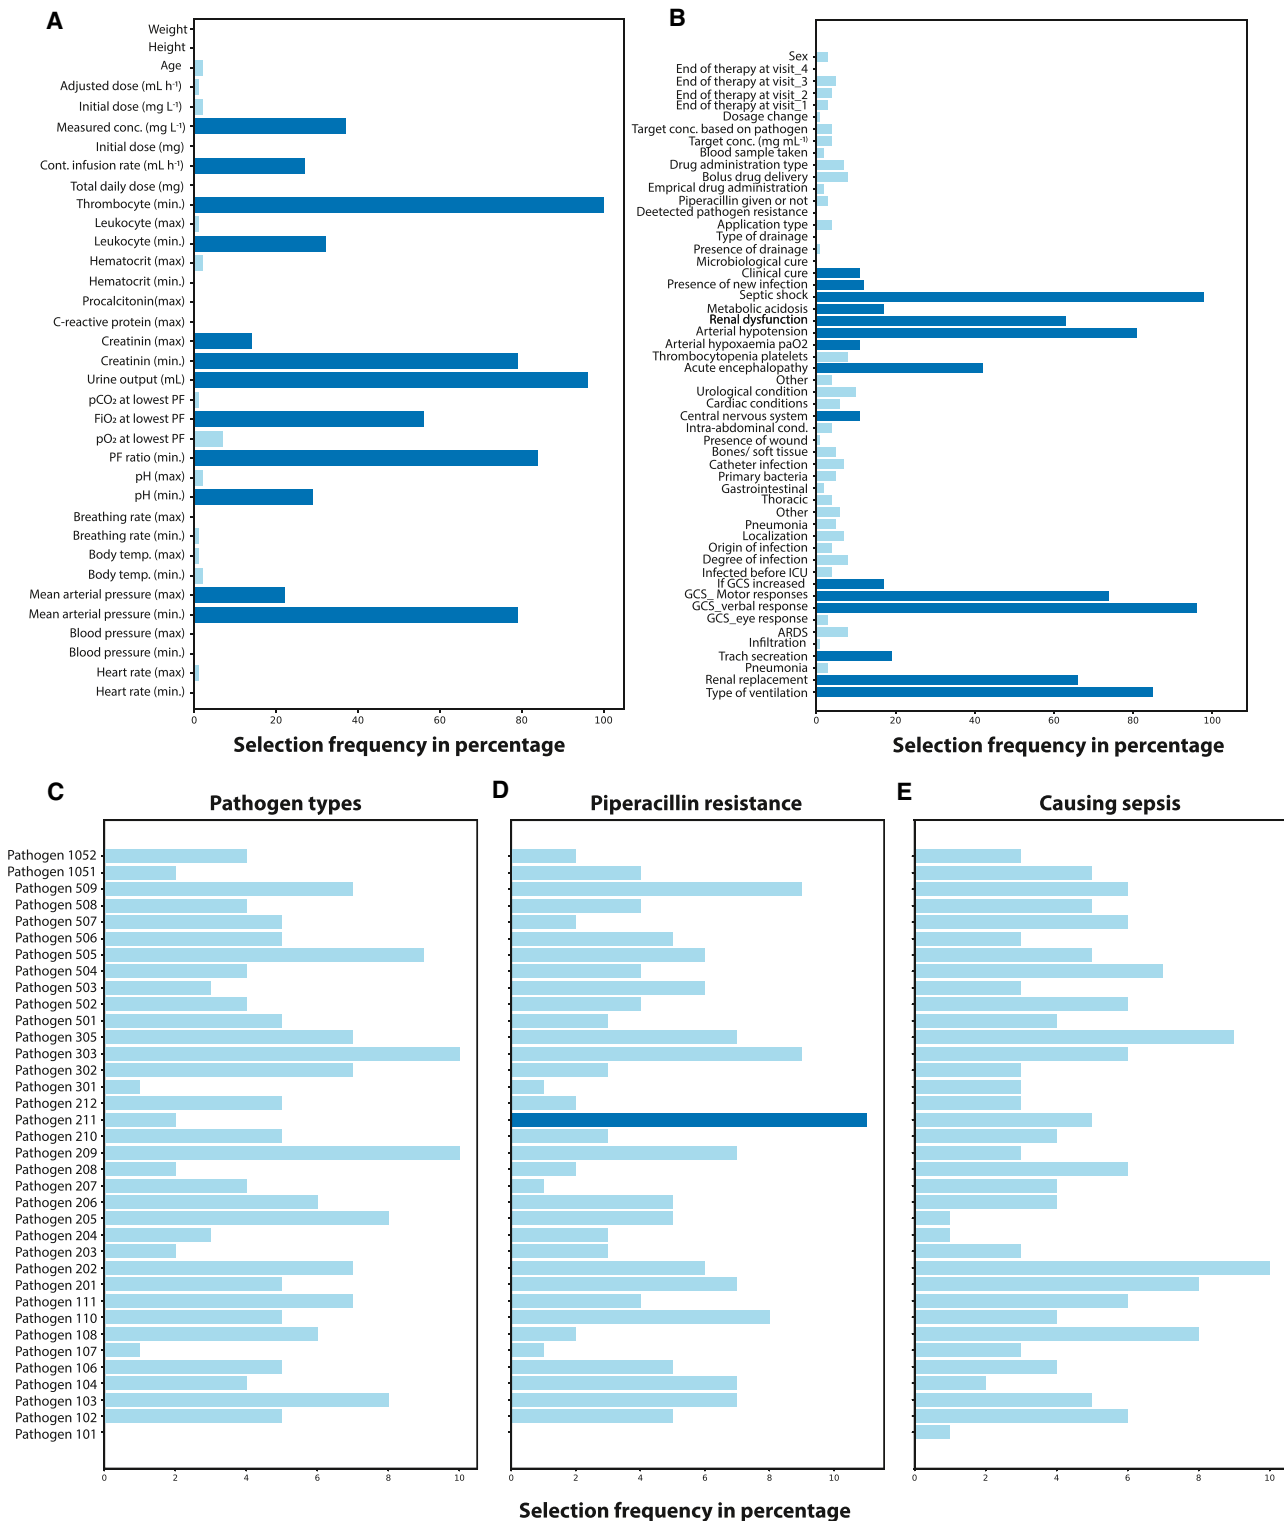 A
Weight
Height
Age
Adjusted dose (mL h⁻¹)
Initial dose (mg L⁻¹)
Measured conc. (mg L⁻¹)
Initial dose (mg)
Cont. infusion rate (mL h⁻¹)
Total daily dose (mg)
Thrombocyte (min.)
Leukocyte (max)
Leukocyte (min.)
Hematocrit (max)
Hematocrit (min.)
Procalcitonin(max)
C-reactive protein (max)
Creatinin (max)
Creatinin (min.)
Urine output (mL)
pCO₂ at lowest PF
FiO₂ at lowest PF
pO₂ at lowest PF
PF ratio (min.)
pH (max)
pH (min.)
Breathing rate (max)
Breathing rate (min.)
Body temp. (max)
Body temp. (min.)
Mean arterial pressure (max)
Mean arterial pressure (min.)
Blood pressure (max)
Blood pressure (min.)
Heart rate (max)
Heart rate (min.)
0 20 40 60 80 100
Selection frequency in percentage
B
Sex
End of therapy at visit_4
End of therapy at visit_3
End of therapy at visit_2
End of therapy at visit_1
Dosage change
Target conc. based on pathogen
Target conc. (mg mL⁻¹)
Blood sample taken
Drug administration type
Bolus drug delivery
Emprical drug administration
Piperacillin given or not
Deetected pathogen resistance
Application type
Type of drainage
Presence of drainage
Microbiological cure
Clinical cure
Presence of new infection
Septic shock
Metabolic acidosis
Renal dysfunction
Arterial hypotension
Arterial hypoxaemia paO2
Thrombocytopenia platelets
Acute encephalopathy
Other
Urological condition
Cardiac conditions
Central nervous system
Intra-abdominal cond.
Presence of wound
Bones/ soft tissue
Catheter infection
Primary bacteria
Gastrointestinal
Thoracic
Other
Pneumonia
Localization
Origin of infection
Degree of infection
Infected before ICU
If GCS increased
GCS_ Motor responses
GCS_verbal response
GCS_eye response
ARDS
Infiltration
Trach secretion
Pneumonia
Renal replacement
Type of ventilation
0 20 40 60 80 100
Selection frequency in percentage
C Pathogen types
Pathogen 1052
Pathogen 1051
Pathogen 509
Pathogen 508
Pathogen 507
Pathogen 506
Pathogen 505
Pathogen 504
Pathogen 503
Pathogen 502
Pathogen 501
Pathogen 305
Pathogen 303
Pathogen 302
Pathogen 301
Pathogen 212
Pathogen 211
Pathogen 210
Pathogen 209
Pathogen 208
Pathogen 207
Pathogen 206
Pathogen 205
Pathogen 204
Pathogen 203
Pathogen 202
Pathogen 201
Pathogen 111
Pathogen 110
Pathogen 108
Pathogen 107
Pathogen 106
Pathogen 104
Pathogen 103
Pathogen 102
Pathogen 101
0 2 4 6 8 10
D Piperacillin resistance
0 2 4 6 8 10
E Causing sepsis
0 2 4 6 8 10
Selection frequency in percentage